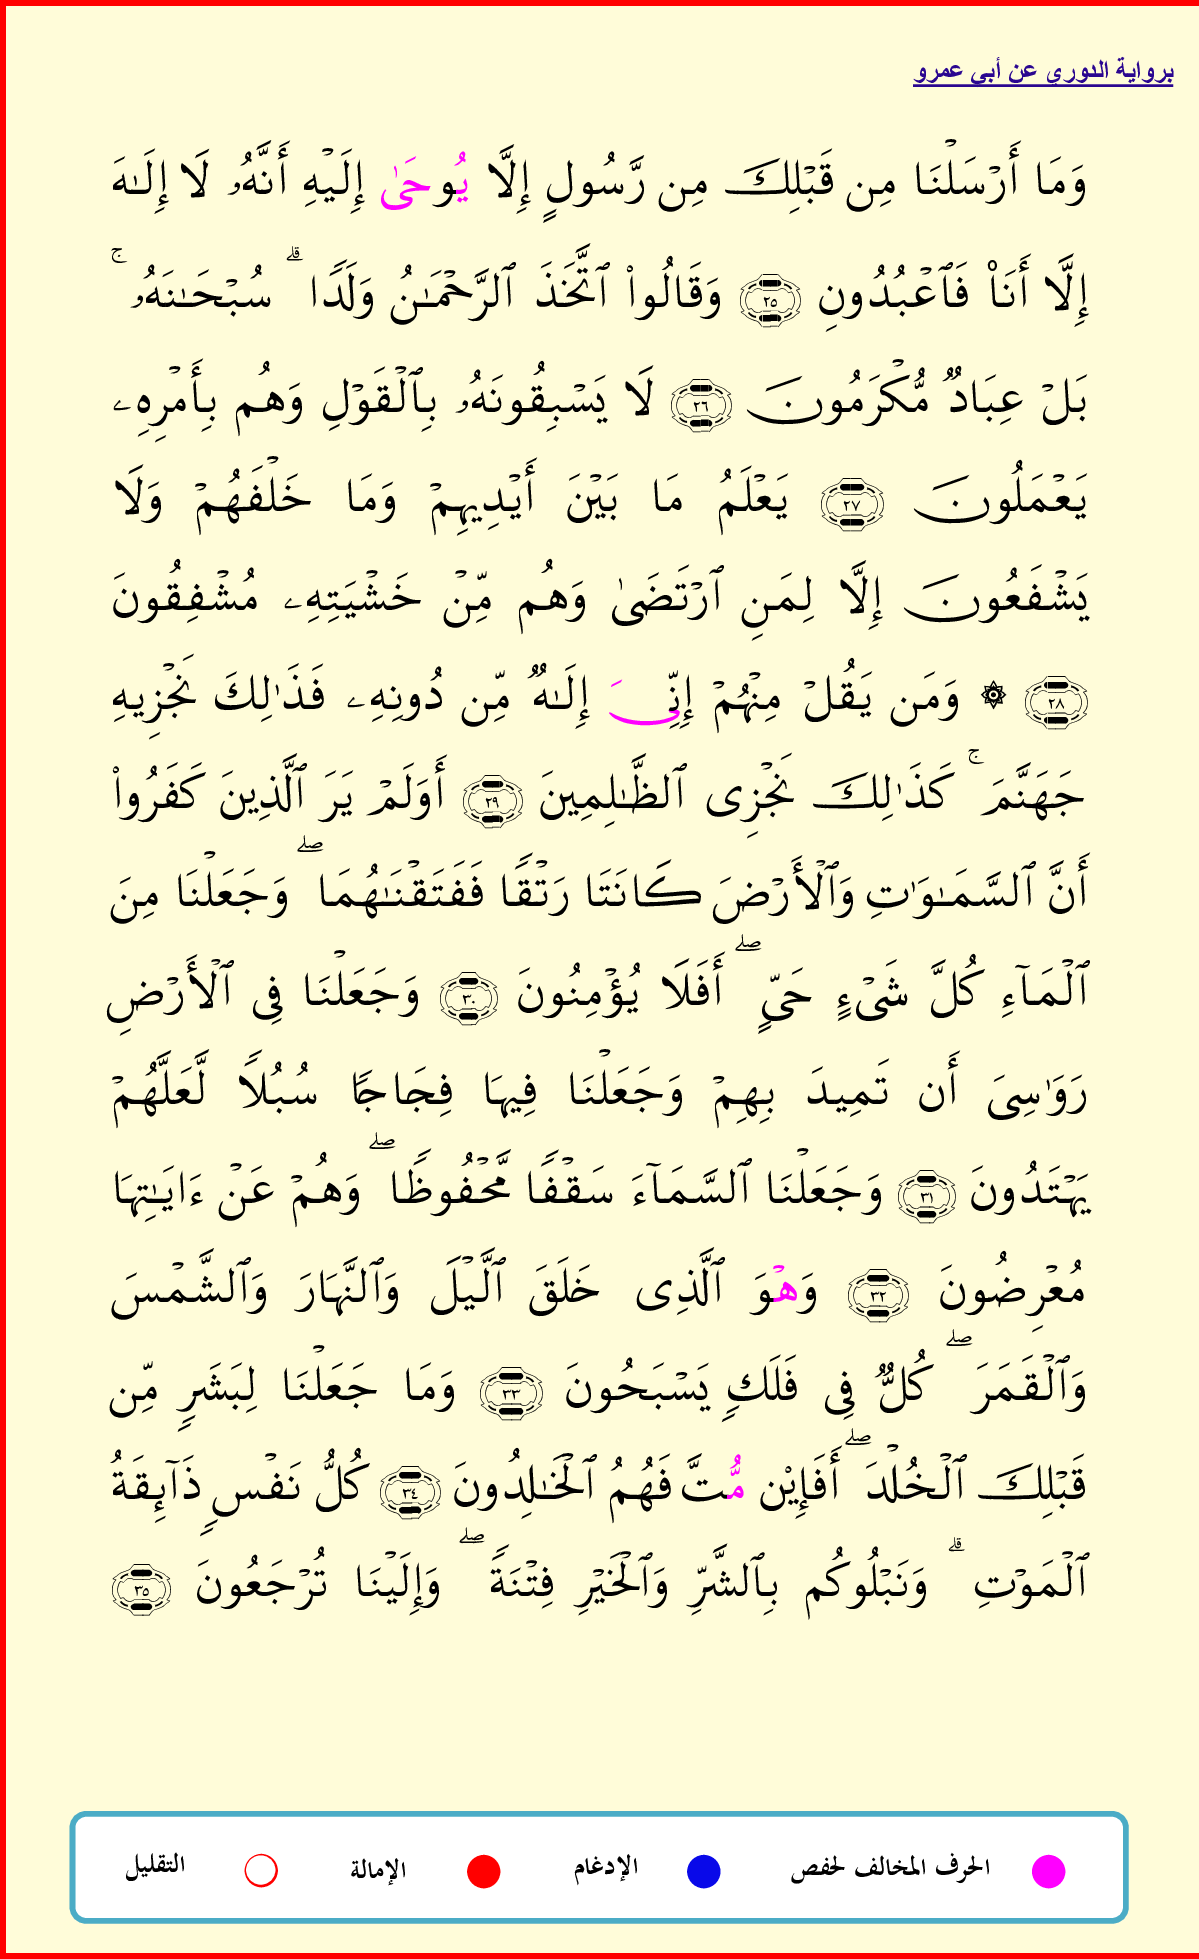 برواية الدوري عن أبي عمرو
وَمَا أَرْسَلْنَا مِن قَبْلِكَ مِن رَّسُولٍ إِلَّا يُوحَىٰ إِلَيْهِ أَنَّهُۥ لَا إِلَـٰهَ
إِلَّا أَنَا۠ فَٱعْبُدُونِ ٢٥ وَقَالُوا۟ ٱتَّخَذَ ٱلرَّحْمَـٰنُ وَلَدًا ۗ سُبْحَـٰنَهُۥ ۚ
بَلْ عِبَادٌ مُّكْرَمُونَ ٢٦ لَا يَسْبِقُونَهُۥ بِٱلْقَوْلِ وَهُم بِأَمْرِهِۦ
يَعْمَلُونَ ٢٧ يَعْلَمُ مَا بَيْنَ أَيْدِيهِمْ وَمَا خَلْفَهُمْ وَلَا
يَشْفَعُونَ إِلَّا لِمَنِ ٱرْتَضَىٰ وَهُم مِّنْ خَشْيَتِهِۦ مُشْفِقُونَ
٢٨ ۞ وَمَن يَقُلْ مِنْهُمْ إِنِّىَ إِلَـٰهٌ مِّن دُونِهِۦ فَذَٰلِكَ نَجْزِيهِ
جَهَنَّمَ ۚ كَذَٰلِكَ نَجْزِى ٱلظَّـٰلِمِينَ ٢٩ أَوَلَمْ يَرَ ٱلَّذِينَ كَفَرُوا۟
أَنَّ ٱلسَّمَـٰوَٰتِ وَٱلْأَرْضَ كَانَتَا رَتْقًا فَفَتَقْنَـٰهُمَا ۖ وَجَعَلْنَا مِنَ
ٱلْمَآءِ كُلَّ شَىْءٍ حَىٍّ ۖ أَفَلَا يُؤْمِنُونَ ٣٠ وَجَعَلْنَا فِى ٱلْأَرْضِ
رَوَٰسِىَ أَن تَمِيدَ بِهِمْ وَجَعَلْنَا فِيهَا فِجَاجًا سُبُلًا لَّعَلَّهُمْ
يَهْتَدُونَ ٣١ وَجَعَلْنَا ٱلسَّمَآءَ سَقْفًا مَّحْفُوظًا ۖ وَهُمْ عَنْ ءَايَـٰتِهَا
مُعْرِضُونَ ٣٢ وَهْوَ ٱلَّذِى خَلَقَ ٱلَّيْلَ وَٱلنَّهَارَ وَٱلشَّمْسَ
وَٱلْقَمَرَ ۖ كُلٌّ فِى فَلَكٍ يَسْبَحُونَ ٣٣ وَمَا جَعَلْنَا لِبَشَرٍ مِّن
قَبْلِكَ ٱلْخُلْدَ ۖ أَفَإِيْن مُّتَّ فَهُمُ ٱلْخَـٰلِدُونَ ٣٤ كُلُّ نَفْسٍ ذَآئِقَةُ
ٱلْمَوْتِ ۗ وَنَبْلُوكُم بِٱلشَّرِّ وَٱلْخَيْرِ فِتْنَةً ۖ وَإِلَيْنَا تُرْجَعُونَ ٣٥
الحرف المخالف لحفص الإدغام الإمالة التقليل